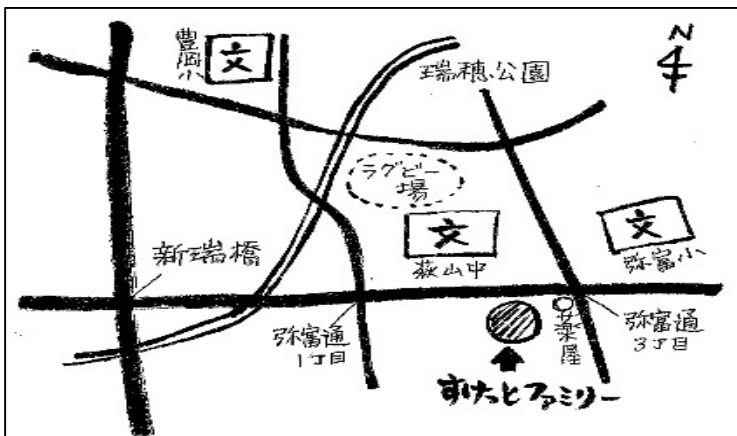 豊岡小
文
瑞穂公園
N
ラグビー
場
文
萩山中
文
弥富小
新瑞橋
弥富通
1丁目
安楽屋
弥富通
3丁目
すけっとファミリー